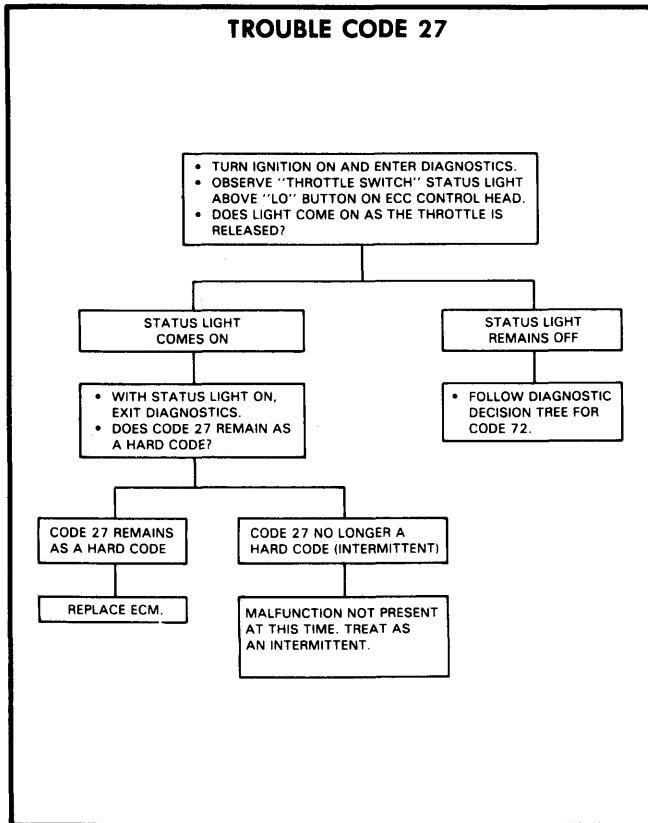 TROUBLE CODE 27
• TURN IGNITION ON AND ENTER DIAGNOSTICS.
• OBSERVE "THROTTLE SWITCH" STATUS LIGHT
ABOVE "LO" BUTTON ON ECC CONTROL HEAD.
• DOES LIGHT COME ON AS THE THROTTLE IS
RELEASED?
STATUS LIGHT
COMES ON
STATUS LIGHT
REMAINS OFF
• WITH STATUS LIGHT ON,
EXIT DIAGNOSTICS.
• DOES CODE 27 REMAIN AS
A HARD CODE?
• FOLLOW DIAGNOSTIC
DECISION TREE FOR
CODE 72.
CODE 27 REMAINS
AS A HARD CODE
CODE 27 NO LONGER A
HARD CODE (INTERMITTENT)
REPLACE ECM.
MALFUNCTION NOT PRESENT
AT THIS TIME. TREAT AS
AN INTERMITTENT.